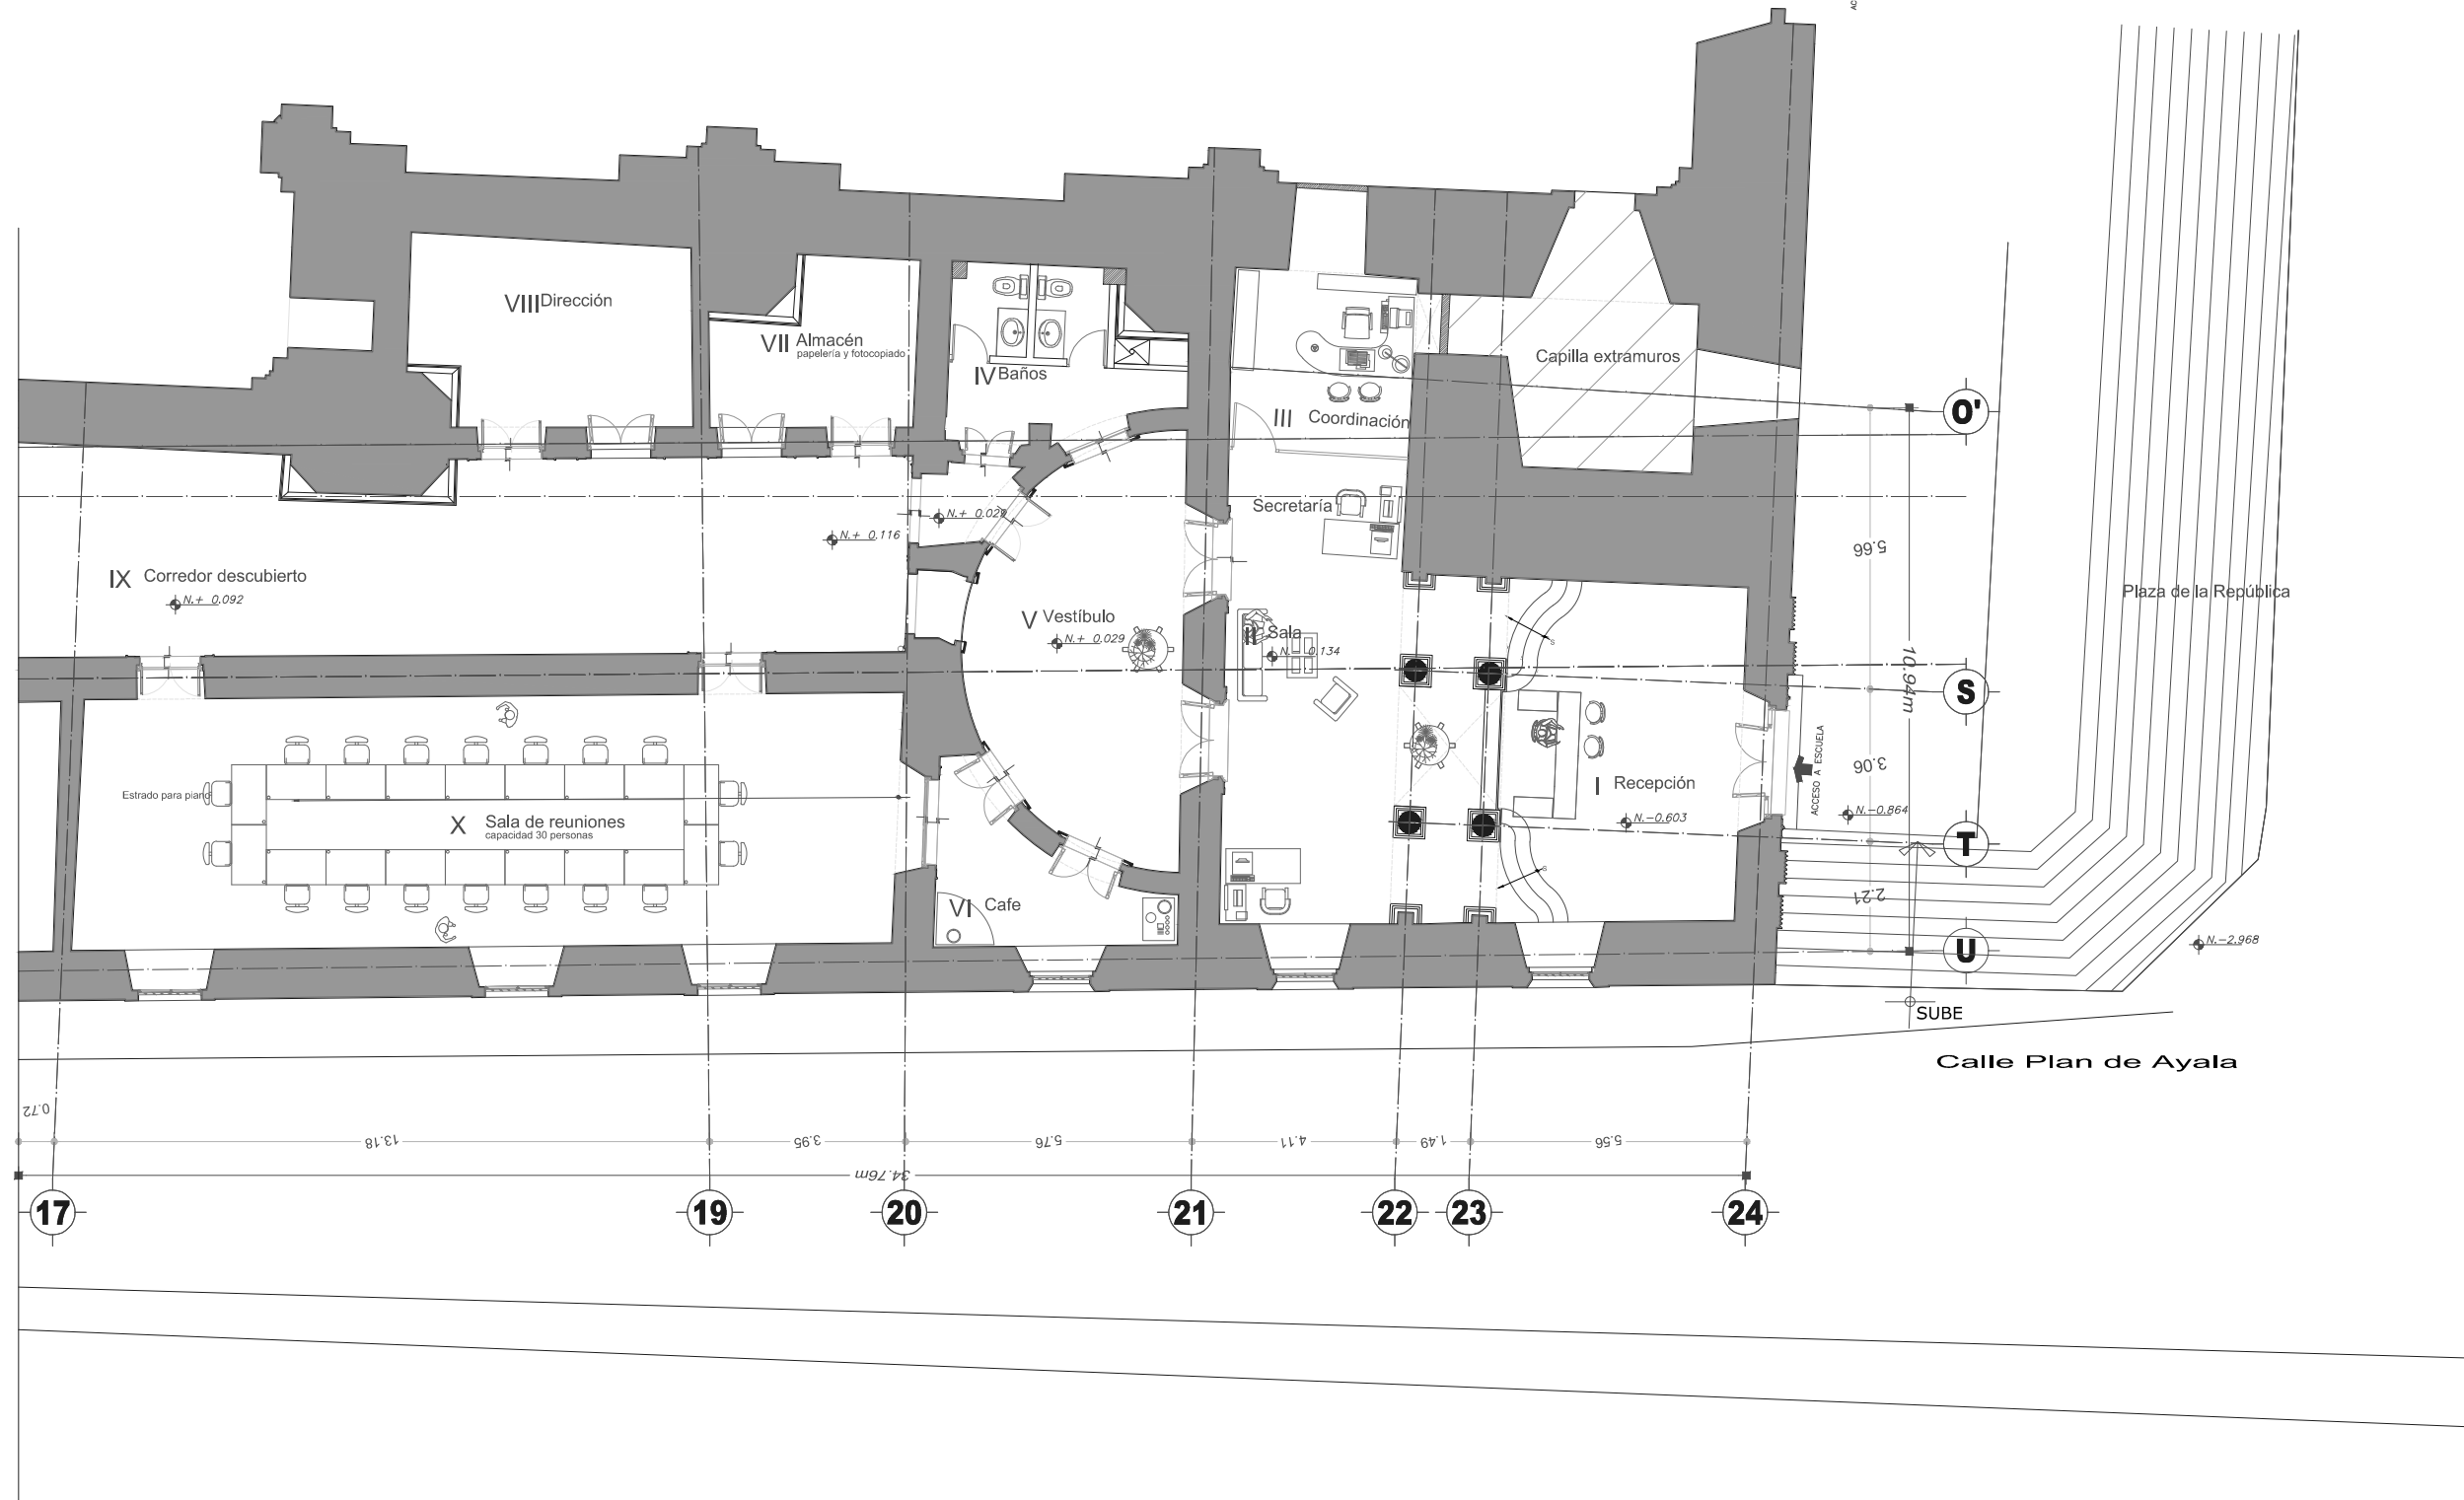 AC
VIII Dirección
VII Almacén
papelería y fotocopiado
IV Baños
Capilla extramuros
III Coordinación
O'
Secretaría
N.+ 0.029
N.+ 0.116
5.66
IX Corredor descubierto
N.+ 0.092
Plaza de la República
V Vestíbulo
N.+ 0.029
II Sala
N.- 0.134
S
S
10.94m
ACCESO A ESCUELA
3.06
I Recepción
Estrado para piano
X Sala de reuniones
capacidad 30 personas
N.-0.603
N.-0.864
T
S
2.21
VI Cafe
N.-2.968
U
SUBE
Calle Plan de Ayala
0.72
13.18
3.95
5.76
4.11
1.49
5.56
34.76m
17
19
20
21
22
23
24